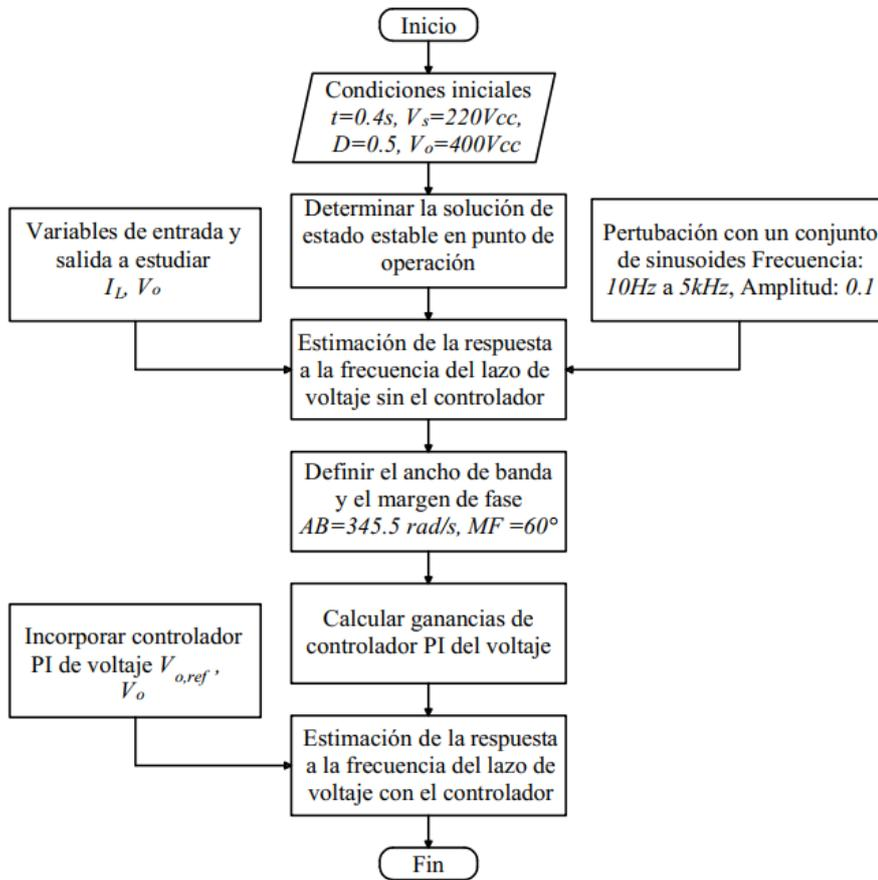 Inicio
Condiciones iniciales
t=0.4s, Vs=220Vcc,
D=0.5, Vo=400Vcc
Determinar la solución de
estado estable en punto de
operación
Variables de entrada y
salida a estudiar
IL, Vo
Pertubación con un conjunto
de sinusoides Frecuencia:
10Hz a 5kHz, Amplitud: 0.1
Estimación de la respuesta
a la frecuencia del lazo de
voltaje sin el controlador
Definir el ancho de banda
y el margen de fase
AB=345.5 rad/s, MF =60°
Calcular ganancias de
controlador PI del voltaje
Incorporar controlador
PI de voltaje Vo,ref ,
Vo
Estimación de la respuesta
a la frecuencia del lazo de
voltaje con el controlador
Fin